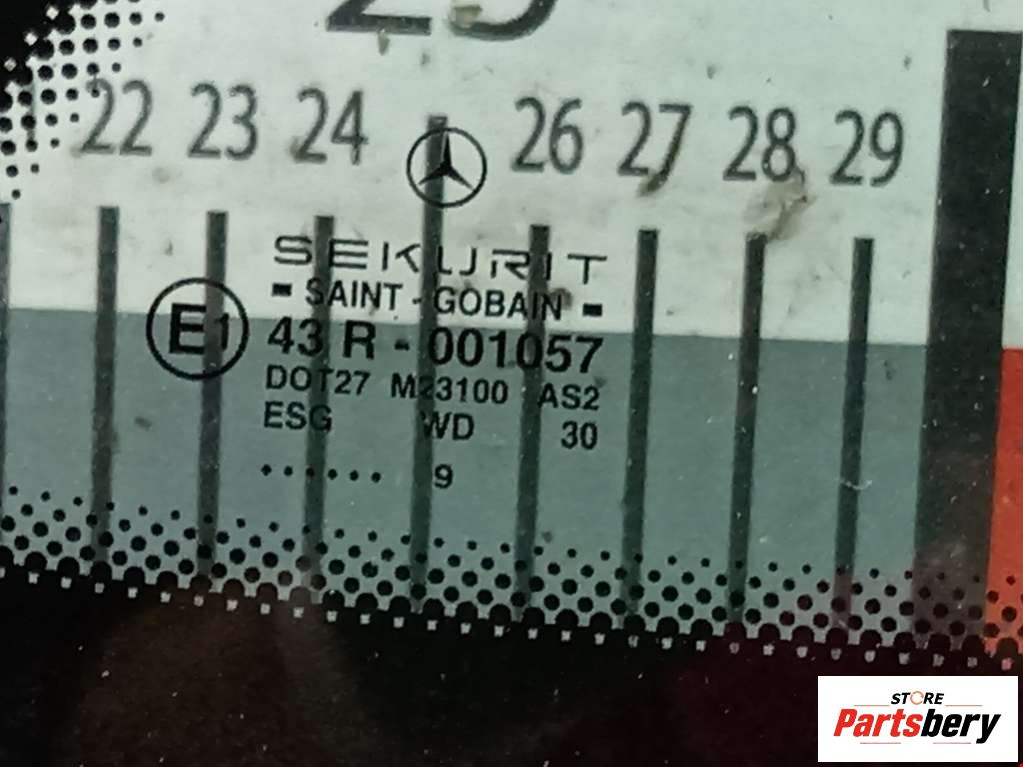 22 23 24 26 27 28 29
SEKURIT
- SAINT-GOBAIN -
E1
43 R - 001057
DOT27 M23100 AS2
ESG WD 30
...... 9
STORE
Partsbery